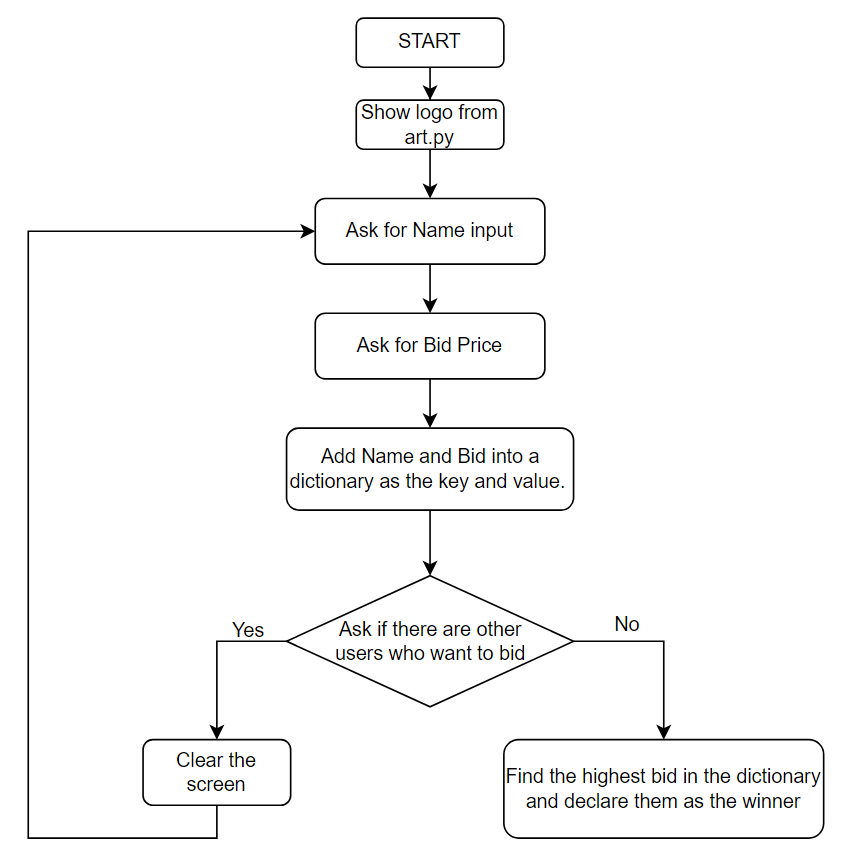 START
Show logo from
art.py
Ask for Name input
Ask for Bid Price
Add Name and Bid into a
dictionary as the key and value.
Ask if there are other
users who want to bid
Yes
No
Clear the
screen
Find the highest bid in the dictionary
and declare them as the winner